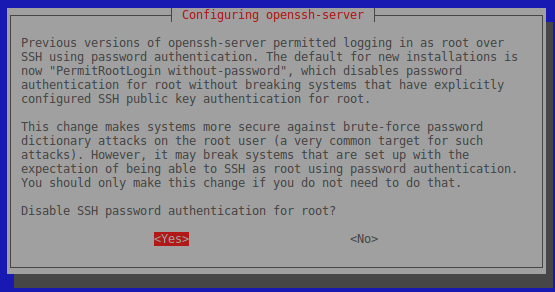 Configuring openssh-server
Previous versions of openssh-server permitted logging in as root over
SSH using password authentication. The default for new installations is
now "PermitRootLogin without-password", which disables password
authentication for root without breaking systems that have explicitly
configured SSH public key authentication for root.
This change makes systems more secure against brute-force password
dictionary attacks on the root user (a very common target for such
attacks). However, it may break systems that are set up with the
expectation of being able to SSH as root using password authentication.
You should only make this change if you do not need to do that.
Disable SSH password authentication for root?
<Yes> <No>